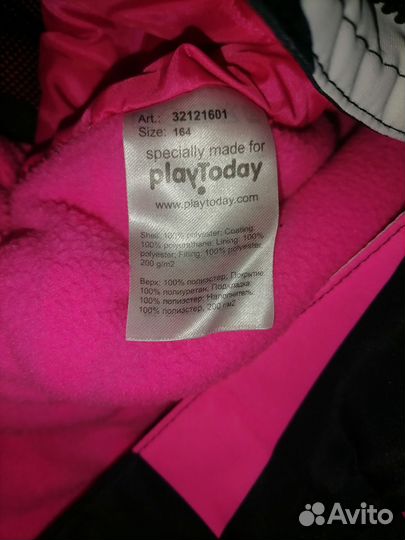 Art.: 32121601
Size: 164
specially made for
playToday
www.playtoday.com
Shell: 100% polyester; Coating:
100% polyurethane; Lining: 100%
polyester; Filling: 100% polyester,
200 g/m2
Верх: 100% полиэстер; Покрытие:
100% полиуретан, Подкладка:
100% полиэстер; Наполнитель:
100% полиэстер, 200 г/м2
Avito